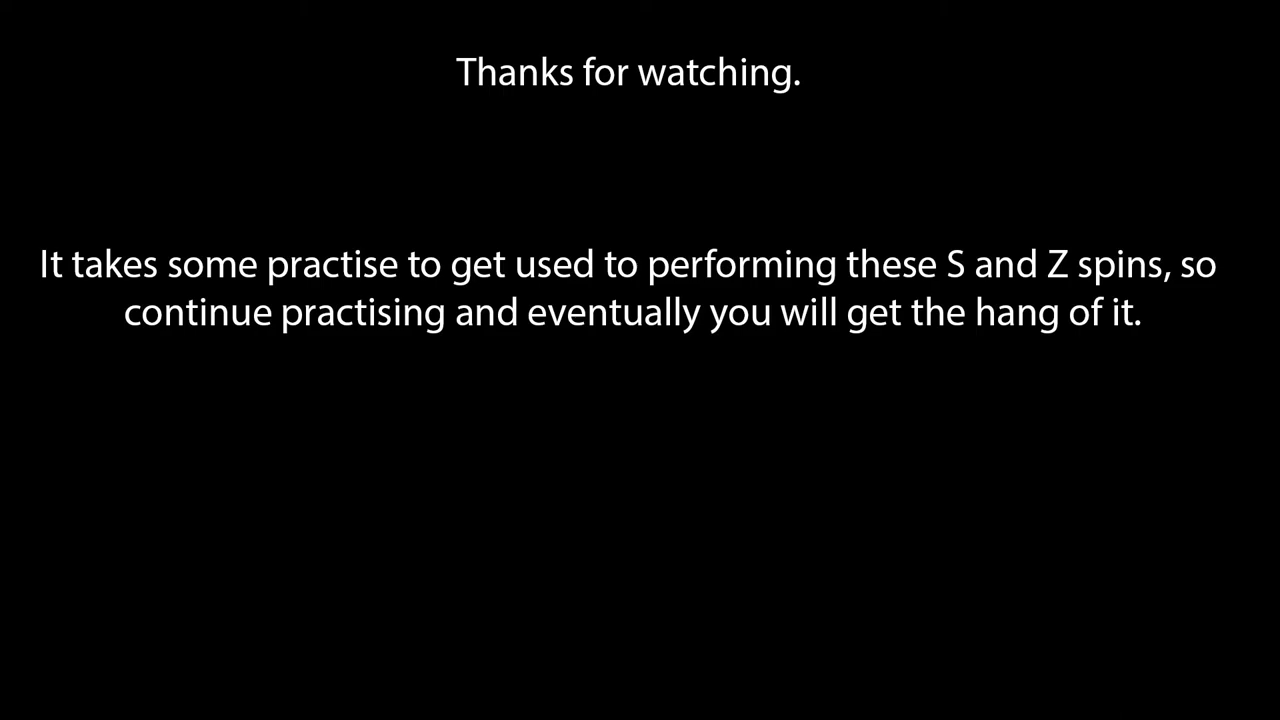 Thanks for watching.
It takes some practise to get used to performing these S and Z spins, so
continue practising and eventually you will get the hang of it.